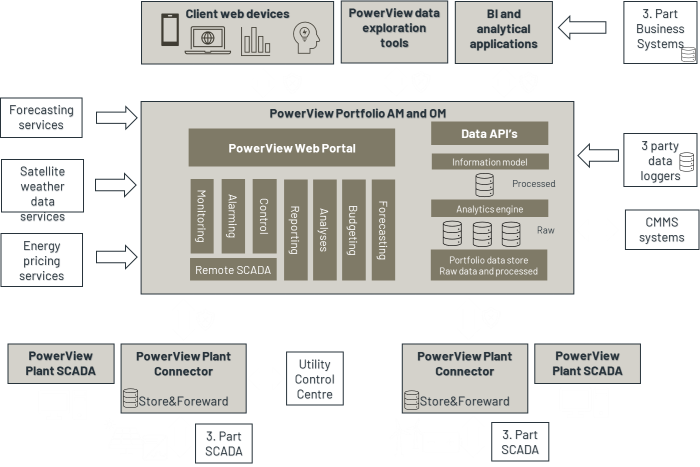 Client web devices
PowerView data
exploration
tools
BI and
analytical
applications
3. Part
Business
Systems
Forecasting
services
Satellite
weather
data
services
Energy
pricing
services
PowerView Portfolio AM and OM
PowerView Web Portal
Monitoring
Alarming
Control
Reporting
Analyses
Budgeting
Forecasting
Remote SCADA
Data API's
Information model
Processed
Analytics engine
Raw
Portfolio data store
Raw data and processed
3 party
data
loggers
CMMS
systems
PowerView
Plant SCADA
PowerView Plant
Connector
Store&Foreward
Utility
Control
Centre
PowerView Plant
Connector
Store&Foreward
PowerView
Plant SCADA
3. Part
SCADA
3. Part
SCADA